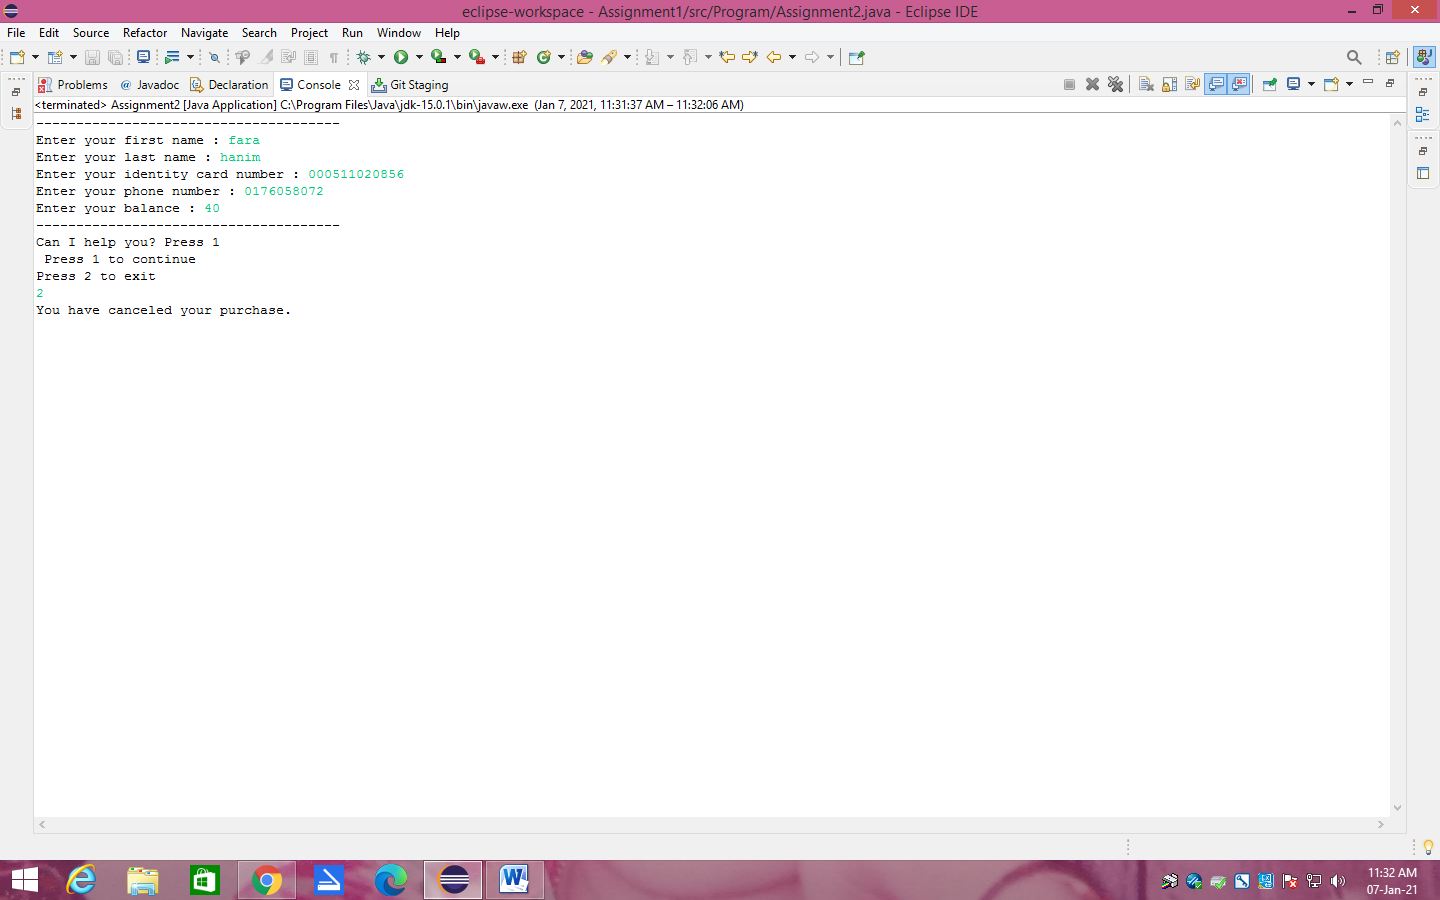 eclipse-workspace - Assignment1/src/Program/Assignment2.java - Eclipse IDE
File Edit Source Refactor Navigate Search Project Run Window Help
Problems @ Javadoc Declaration Console Git Staging
<terminated> Assignment2 [Java Application] C:\Program Files\Java\jdk-15.0.1\bin\javaw.exe (Jan 7, 2021, 11:31:37 AM – 11:32:06 AM)
--------------------------------------
Enter your first name : fara
Enter your last name : hanim
Enter your identity card number : 000511020856
Enter your phone number : 0176058072
Enter your balance : 40
--------------------------------------
Can I help you? Press 1
 Press 1 to continue
Press 2 to exit
2
You have canceled your purchase.
11:32 AM
07-Jan-21